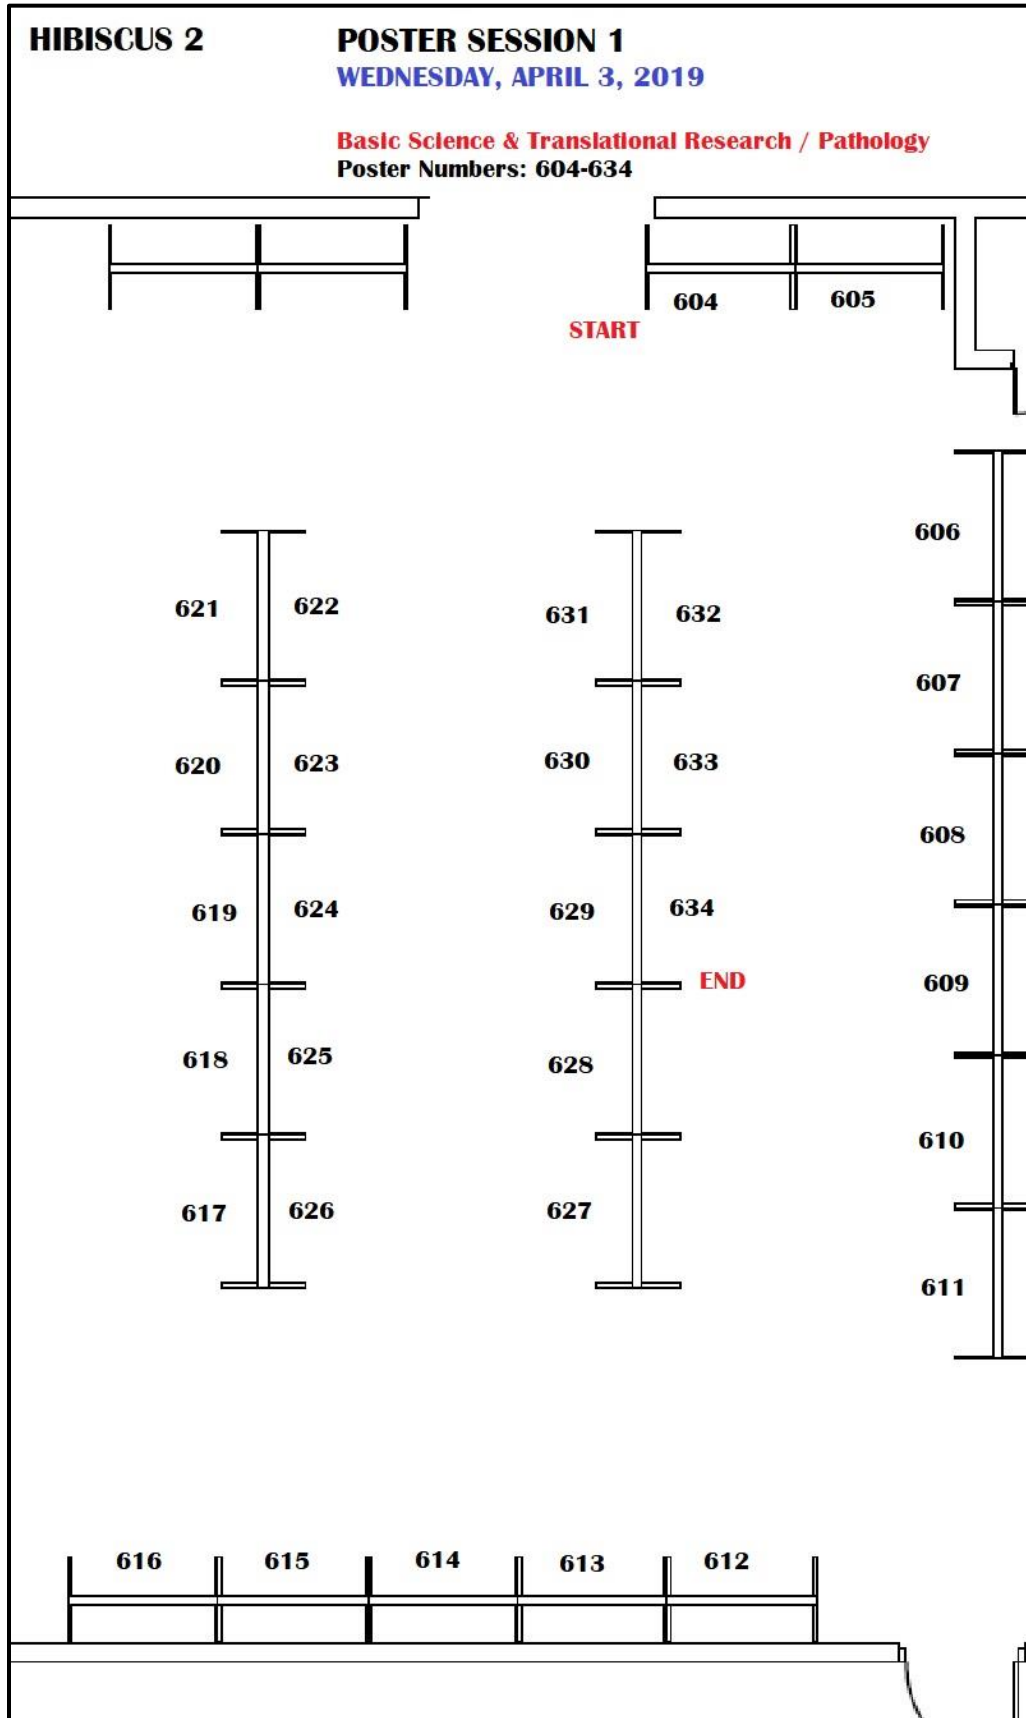 HIBISCUS 2 POSTER SESSION 1
WEDNESDAY, APRIL 3, 2019
Basic Science & Translational Research / Pathology
Poster Numbers: 604-634
604 605
START
606
621 622 631 632
607
620 623 630 633
608
619 624 629 634
END
609
618 625 628
610
617 626 627
611
616 615 614 613 612